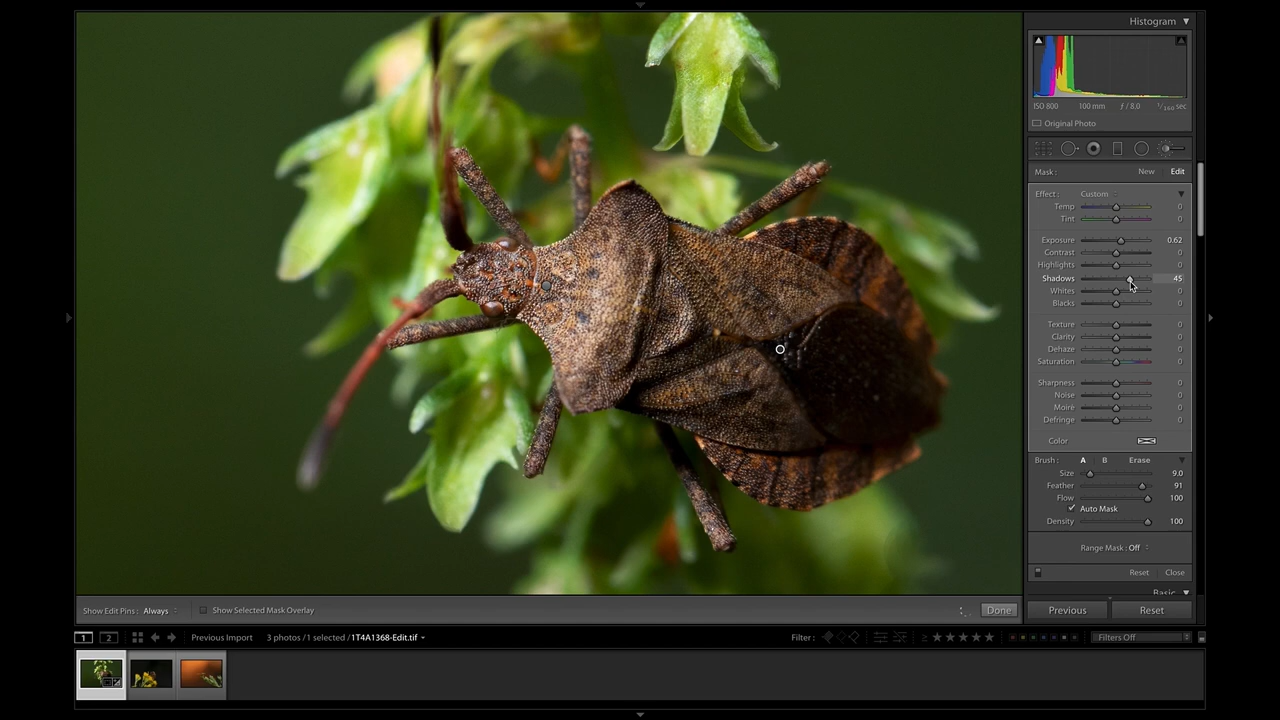 Histogram
ISO 800 100 mm ƒ / 8,0 1/160 sec
Original Photo
Mask : New Edit
Effect : Custom
Temp 0
Tint 0
Exposure 0.62
Contrast 0
Highlights 0
Shadows 45
Whites 0
Blacks 0
Texture 0
Clarity 0
Dehaze 0
Saturation 0
Sharpness 0
Noise 0
Moiré 0
Defringe 0
Color
Brush : A B Erase
Size 9.0
Feather 91
Flow 100
Auto Mask
Density 100
Range Mask : Off
Reset Close
Basic
Show Edit Pins : Always Show Selected Mask Overlay Done Previous Reset
1 2 Previous Import 3 photos / 1 selected / 1T4A1368-Edit.tif Filter : ≥ Filters Off